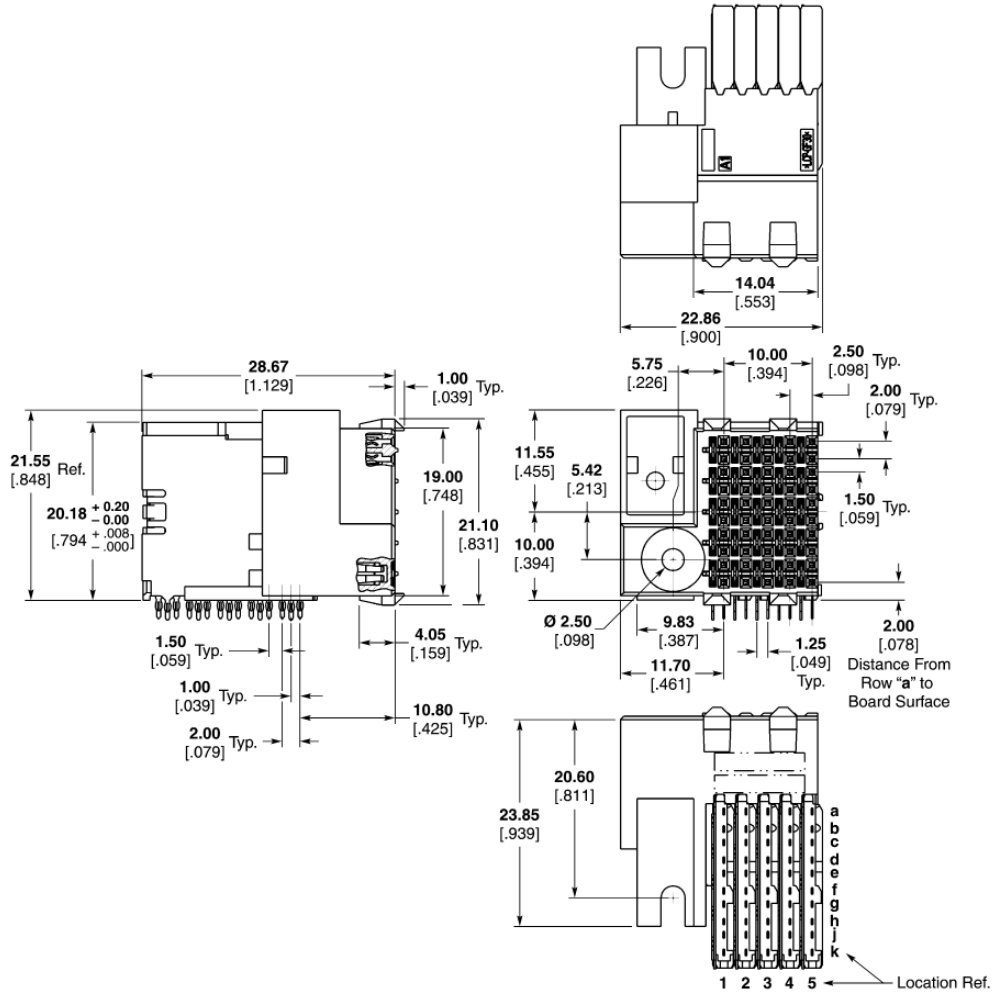 A1
>LCP-GF30<
14.04
[.553]
22.86
[.900]
28.67
[1.129]
1.00
[.039] Typ.
21.55
[.848] Ref.
20.18 + 0.20
- 0.00
[.794 + .008
- .000 ]
19.00
[.748]
21.10
[.831]
1.50
[.059] Typ.
4.05
[.159] Typ.
1.00
[.039] Typ.
10.80
[.425] Typ.
2.00
[.079] Typ.
5.75
[.226]
10.00
[.394]
2.50
[.098] Typ.
2.00
[.079] Typ.
11.55
[.455]
5.42
[.213]
1.50
[.059] Typ.
10.00
[.394]
Ø 2.50
[.098]
9.83
[.387]
11.70
[.461]
1.25
[.049]
Typ.
2.00
[.078]
Distance From
Row “a” to
Board Surface
20.60
[.811]
23.85
[.939]
a
b
c
d
e
f
g
h
j
k
1 2 3 4 5
Location Ref.